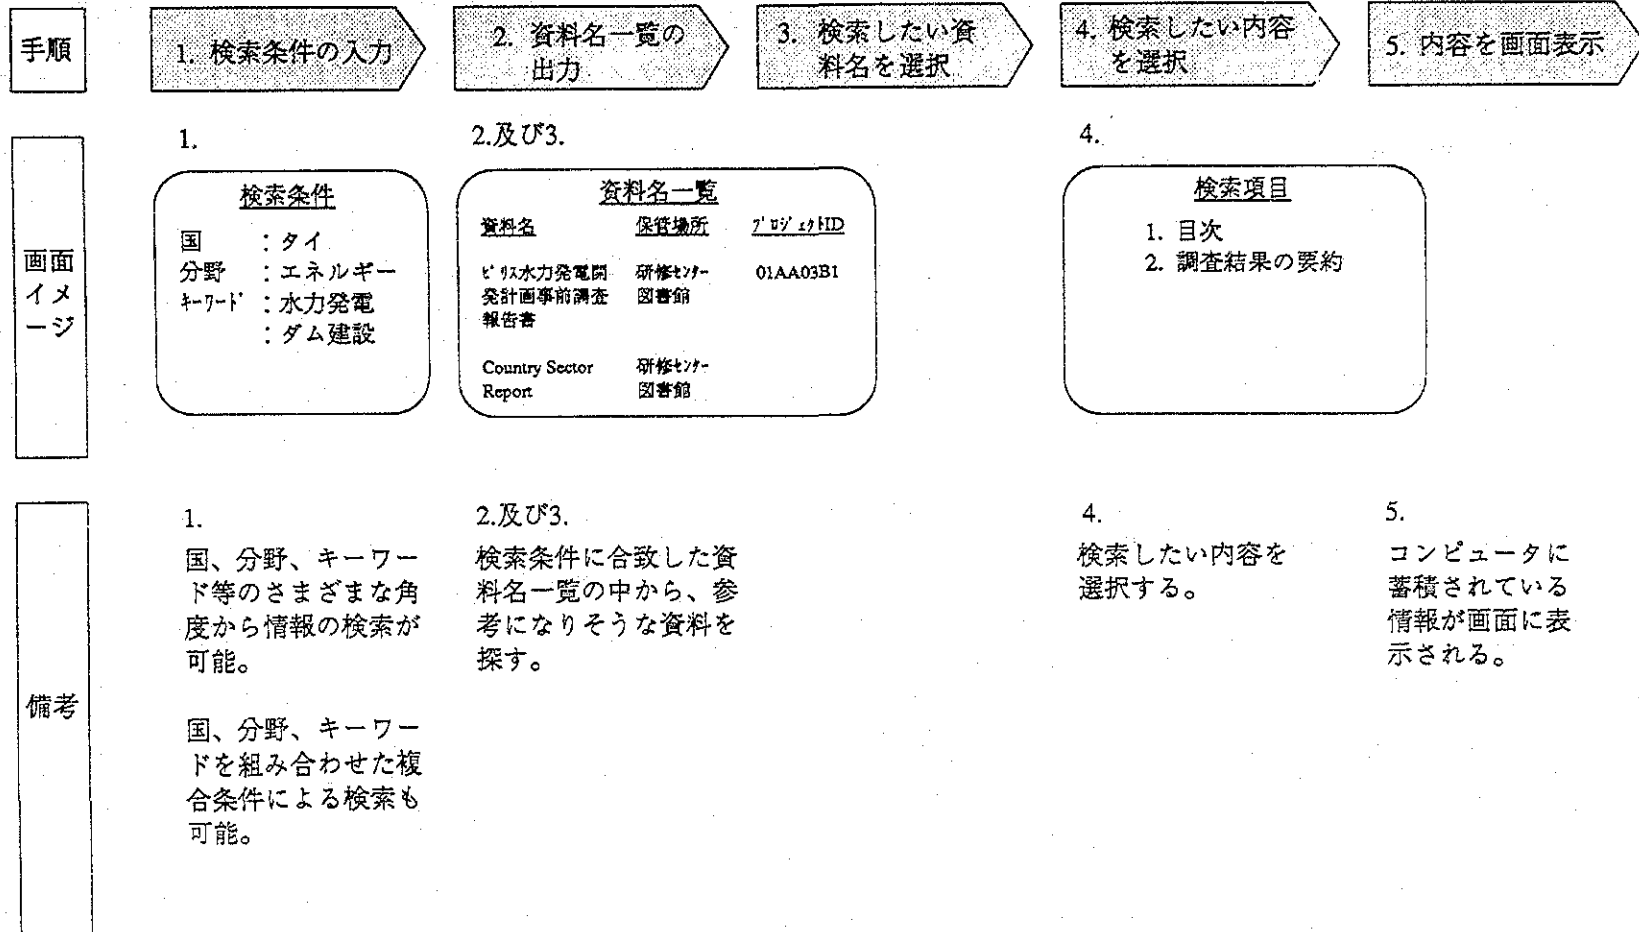 手順
1. 検索条件の入力
2. 資料名一覧の
出力
3. 検索したい資
料名を選択
4. 検索したい内容
を選択
5. 内容を画面表示
画面
イメ
ージ
1.
検索条件
国 : タイ
分野 : エネルギー
ｷｰﾜｰﾄﾞ : 水力発電
: ダム建設
2.及び3.
資料名一覧
資料名 保管場所 ﾌﾟﾛｼﾞｪｸﾄID
ﾋﾟﾘｽ水力発電開 研修ｾﾝﾀｰ 01AA03B1
発計画事前調査 図書館
報告書
Country Sector 研修ｾﾝﾀｰ
Report 図書館
4.
検索項目
1. 目次
2. 調査結果の要約
備考
1.
国、分野、キーワー
ド等のさまざまな角
度から情報の検索が
可能。
国、分野、キーワー
ドを組み合わせた複
合条件による検索も
可能。
2.及び3.
検索条件に合致した資
料名一覧の中から、参
考になりそうな資料を
探す。
4.
検索したい内容を
選択する。
5.
コンピュータに
蓄積されている
情報が画面に表
示される。